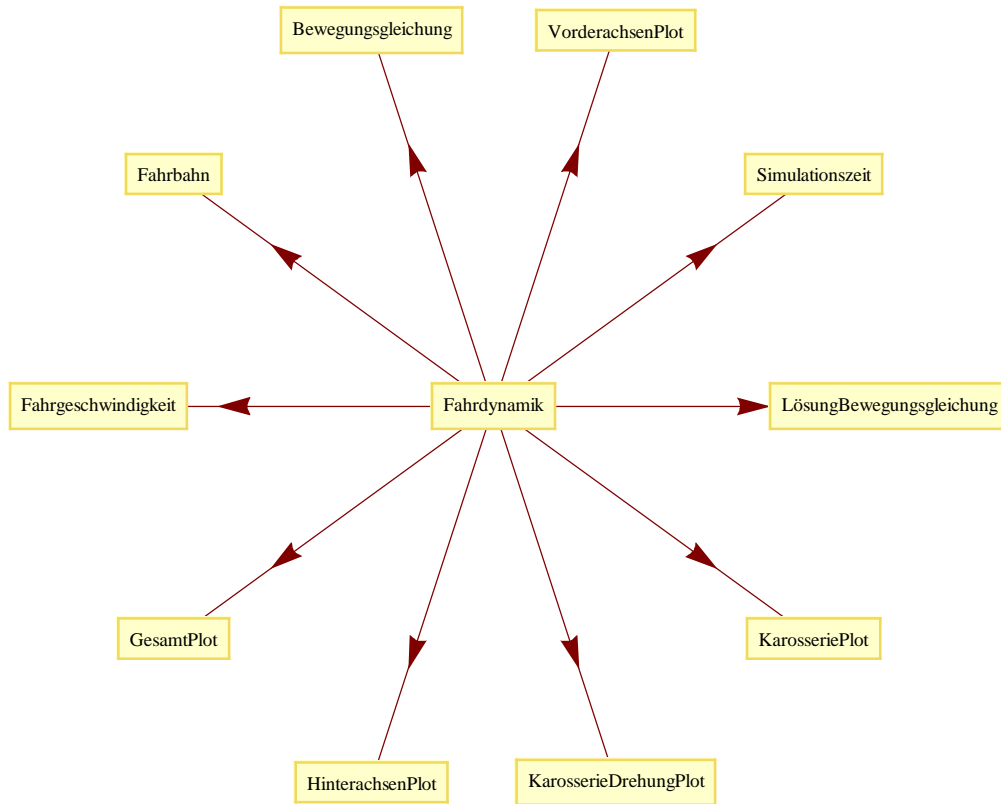 Bewegungsgleichung
VorderachsenPlot
Fahrbahn
Simulationszeit
Fahrgeschwindigkeit
Fahrdynamik
LösungBewegungsgleichung
GesamtPlot
KarosseriePlot
HinterachsenPlot
KarosserieDrehungPlot